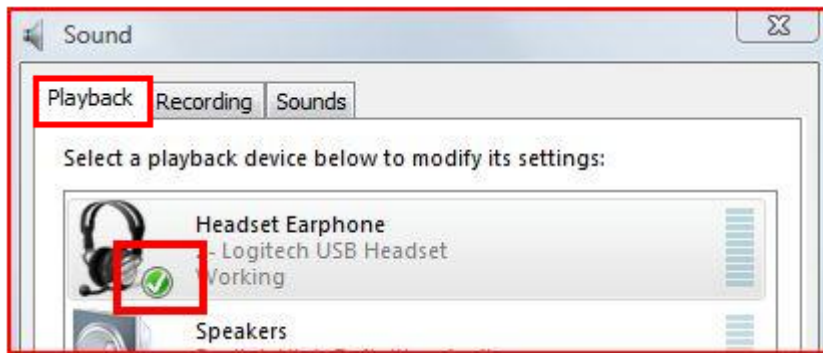 Sound
Playback Recording Sounds
Select a playback device below to modify its settings:
Headset Earphone
- Logitech USB Headset
Working
Speakers